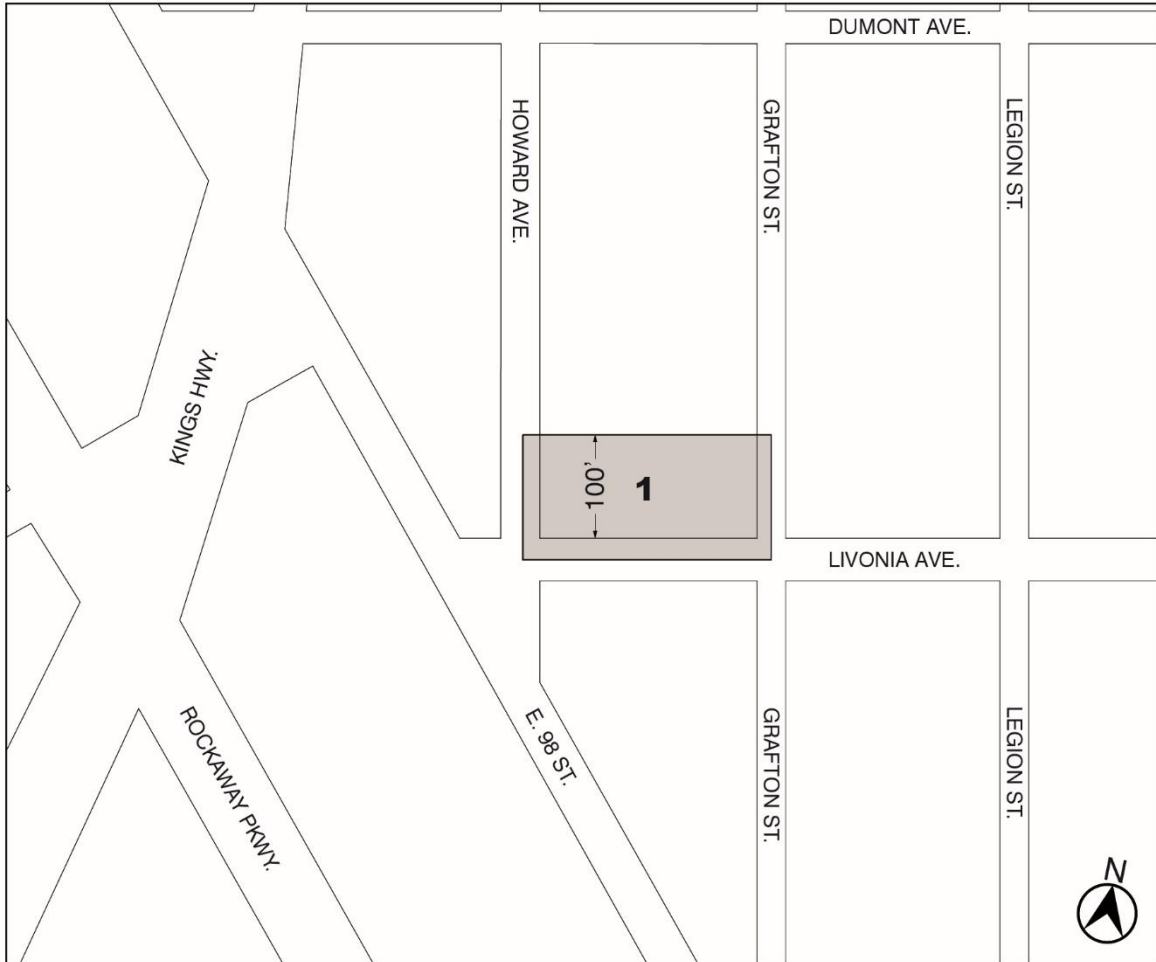 DUMONT AVE.
HOWARD AVE.
GRAFTON ST.
LEGION ST.
KINGS HWY.
100'
1
LIVONIA AVE.
ROCKAWAY PKWY.
E. 98 ST.
GRAFTON ST.
LEGION ST.
N